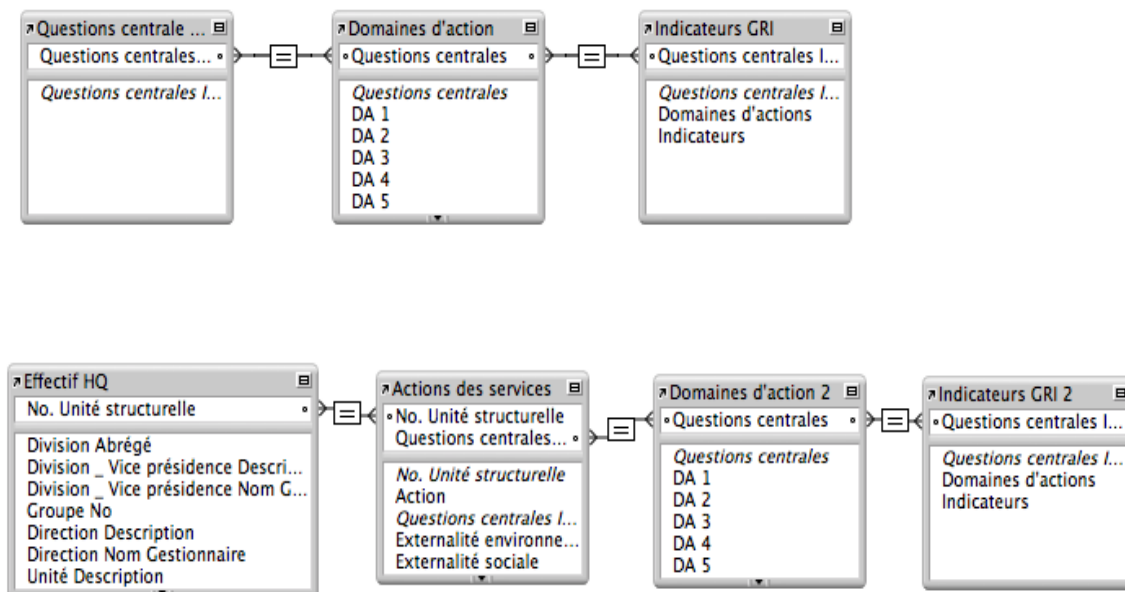 Questions centrale ...
Questions centrales...
Questions centrales I...
Domaines d'action
Questions centrales
Questions centrales
DA 1
DA 2
DA 3
DA 4
DA 5
Indicateurs GRI
Questions centrales I...
Questions centrales I...
Domaines d'actions
Indicateurs
Effectif HQ
No. Unité structurelle
Division Abrégé
Division _ Vice présidence Descri...
Division _ Vice présidence Nom G...
Groupe No
Direction Description
Direction Nom Gestionnaire
Unité Description
Actions des services
No. Unité structurelle
Questions centrales...
No. Unité structurelle
Action
Questions centrales I...
Externalité environne...
Externalité sociale
Domaines d'action 2
Questions centrales
Questions centrales
DA 1
DA 2
DA 3
DA 4
DA 5
Indicateurs GRI 2
Questions centrales I...
Questions centrales I...
Domaines d'actions
Indicateurs